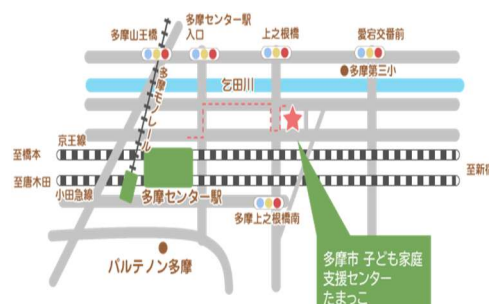 多摩山王橋
多摩センター駅
入口
上之根橋
愛宕交番前
多摩第三小
乞田川
多摩モノレール
京王線
至橋本
至唐木田
小田急線
多摩センター駅
多摩上之根橋南
パルテノン多摩
多摩市 子ども家庭
支援センター
たまっこ